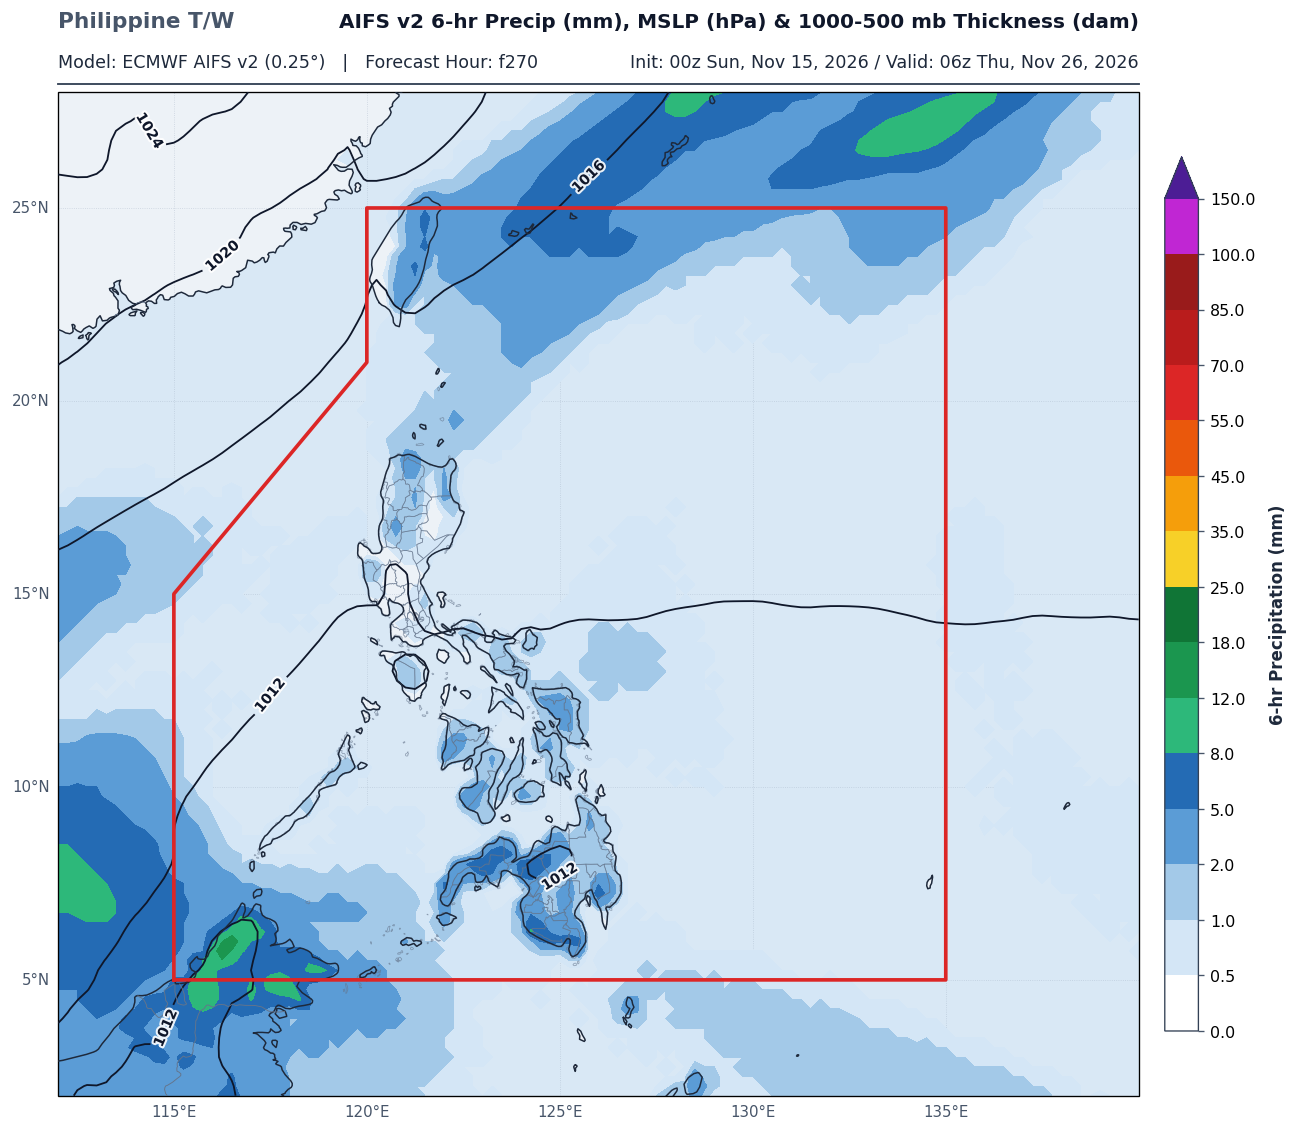 Philippine T/W
AIFS v2 6-hr Precip (mm), MSLP (hPa) & 1000-500 mb Thickness (dam)
Model: ECMWF AIFS v2 (0.25°) | Forecast Hour: f270
Init: 00z Sun, Nov 15, 2026 / Valid: 06z Thu, Nov 26, 2026
1024
1016
1020
1012
1012
1012
25°N
20°N
15°N
10°N
5°N
115°E
120°E
125°E
130°E
135°E
150.0
100.0
85.0
70.0
55.0
45.0
35.0
25.0
18.0
12.0
8.0
5.0
2.0
1.0
0.5
0.0
6-hr Precipitation (mm)